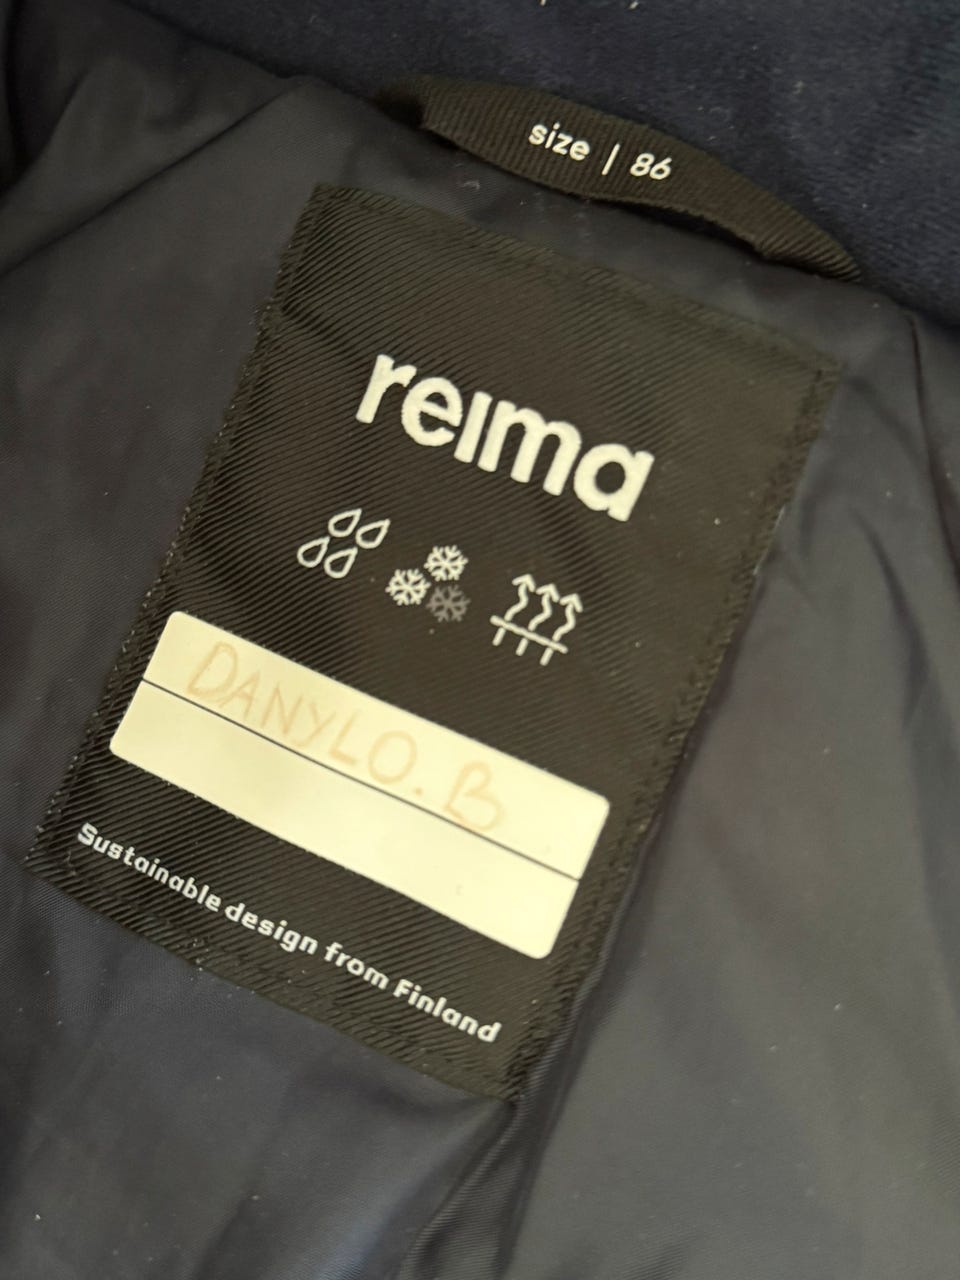 size | 86
reima
DANYLO.B
Sustainable design from Finland